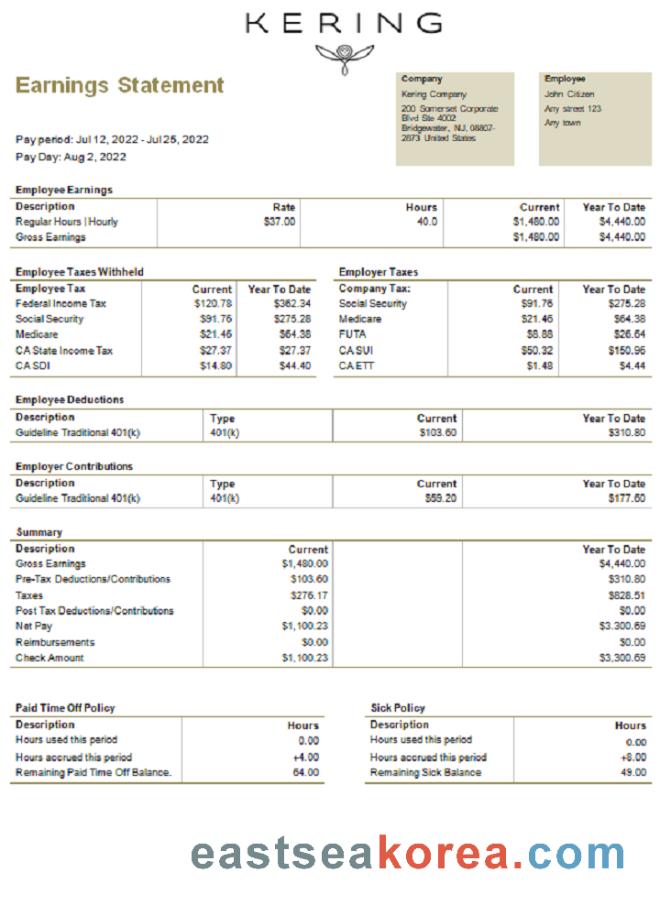 KERING
Earnings Statement
Company
Kering Company
200 Somerset Corporate
Blvd Ste 4002
Bridgewater, NJ, 08807-
2873 United States
Employee
John Citizen
Any street 123
Any town
Pay period: Jul 12, 2022 - Jul 25, 2022
Pay Day: Aug 2, 2022
Employee Earnings
Description Rate Hours Current Year To Date
Regular Hours | Hourly $37.00 40.0 $1,480.00 $4,440.00
Gross Earnings $1,480.00 $4,440.00
Employee Taxes Withheld
Employee Tax Current Year To Date
Federal Income Tax $120.78 $362.34
Social Security $91.76 $275.28
Medicare $21.46 $64.38
CA State Income Tax $27.37 $27.37
CA SDI $14.80 $44.40
Employer Taxes
Company Tax: Current Year To Date
Social Security $91.76 $275.28
Medicare $21.46 $64.38
FUTA $8.88 $26.64
CA SUI $50.32 $150.96
CA ETT $1.48 $4.44
Employee Deductions
Description Type Current Year To Date
Guideline Traditional 401(k) 401(k) $103.60 $310.80
Employer Contributions
Description Type Current Year To Date
Guideline Traditional 401(k) 401(k) $59.20 $177.60
Summary
Description Current Year To Date
Gross Earnings $1,480.00 $4,440.00
Pre-Tax Deductions/Contributions $103.60 $310.80
Taxes $276.17 $828.51
Post Tax Deductions/Contributions $0.00 $0.00
Net Pay $1,100.23 $3.300.69
Reimbursements $0.00 $0.00
Check Amount $1,100.23 $3,300.69
Paid Time Off Policy
Description Hours
Hours used this period 0.00
Hours accrued this period +4.00
Remaining Paid Time Off Balance. 64.00
Sick Policy
Description Hours
Hours used this period 0.00
Hours accrued this period +8.00
Remaining Sick Balance 49.00
eastseakorea.com